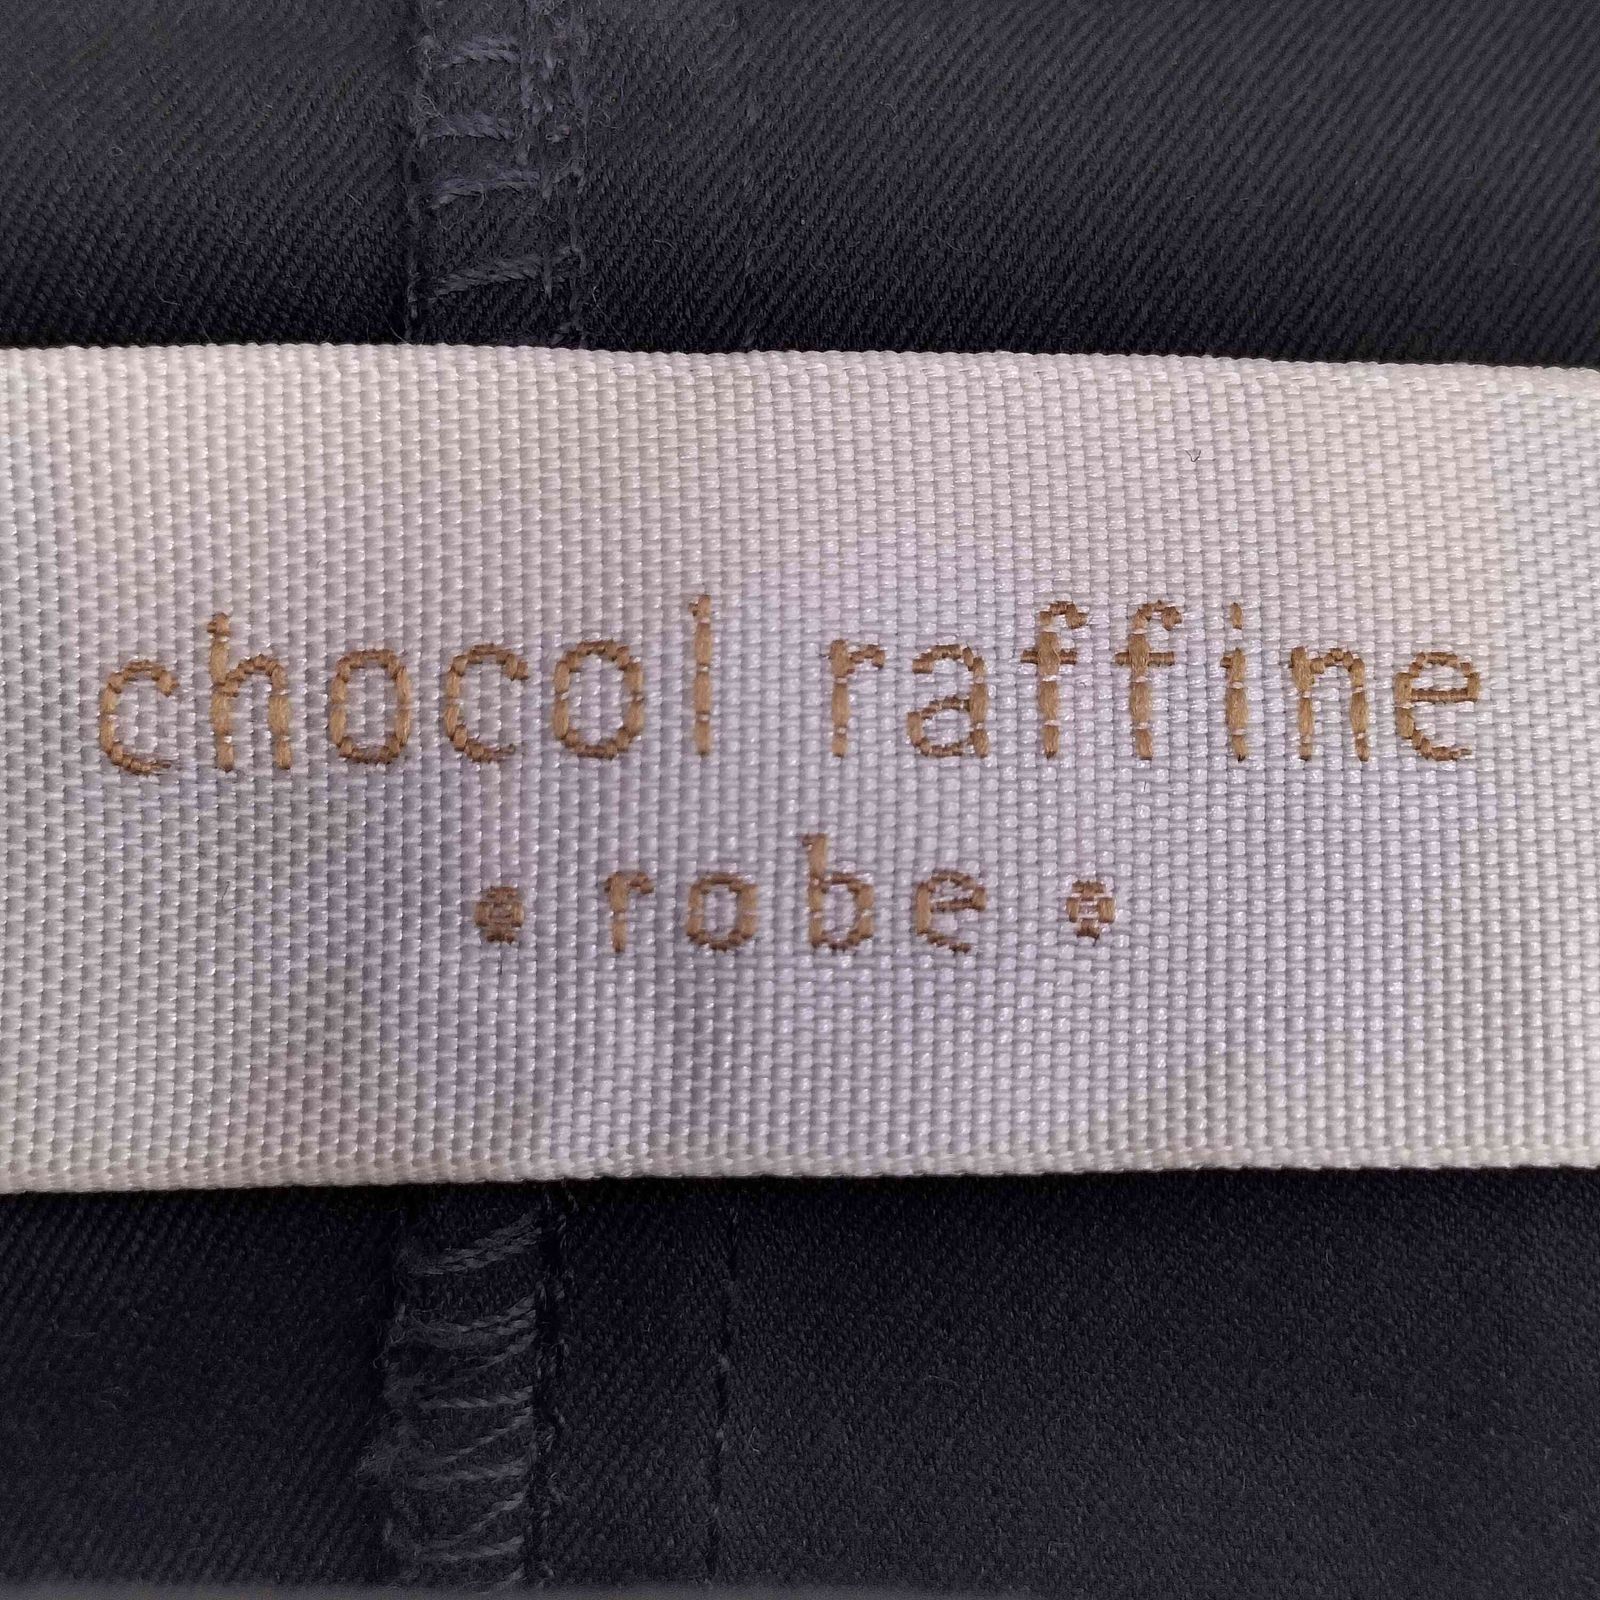 chocol raffine
• robe •